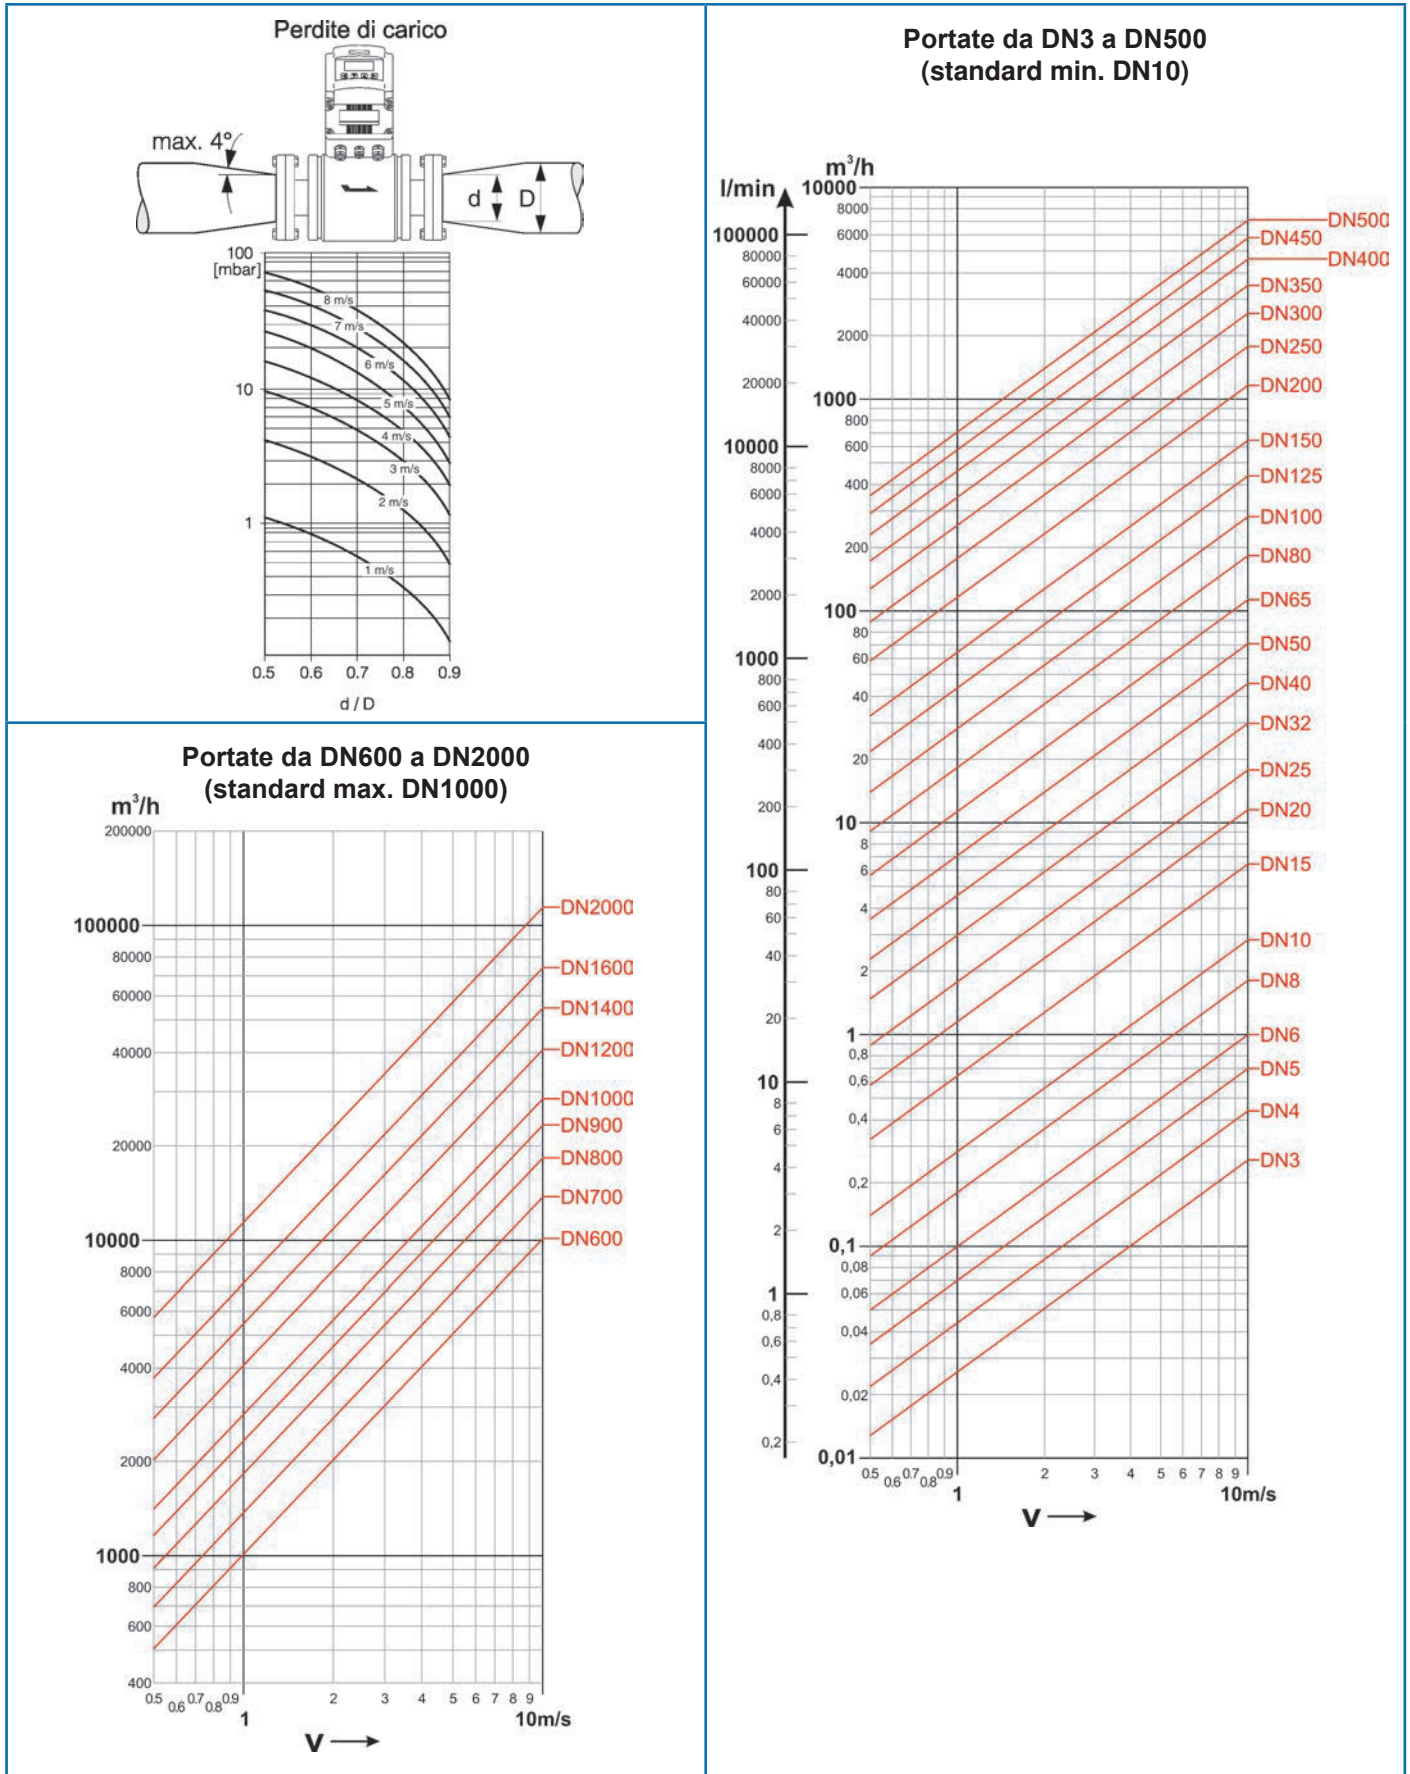 Perdite di carico
max. 4°
d
D
100
[mbar]
10
1
8 m/s
7 m/s
6 m/s
5 m/s
4 m/s
3 m/s
2 m/s
1 m/s
0.5 0.6 0.7 0.8 0.9
d / D
Portate da DN600 a DN2000
(standard max. DN1000)
m³/h
200000
100000
80000
60000
40000
20000
10000
8000
6000
4000
2000
1000
800
600
400
DN2000
DN1600
DN1400
DN1200
DN1000
DN900
DN800
DN700
DN600
0.5 0.6 0.7 0.8 0.9 1 2 3 4 5 6 7 8 9 10m/s
V
Portate da DN3 a DN500
(standard min. DN10)
l/min
100000
80000
60000
40000
20000
10000
8000
6000
4000
2000
1000
800
600
400
200
100
80
60
40
20
10
8
6
4
2
1
0,8
0,6
0,4
0,2
m³/h
10000
8000
6000
4000
2000
1000
800
600
400
200
100
80
60
40
20
10
8
6
4
2
1
0,8
0,6
0,4
0,2
0,1
0,08
0,06
0,04
0,02
0,01
DN500
DN450
DN400
DN350
DN300
DN250
DN200
DN150
DN125
DN100
DN80
DN65
DN50
DN40
DN32
DN25
DN20
DN15
DN10
DN8
DN6
DN5
DN4
DN3
0.5 0.6 0.7 0.8 0.9 1 2 3 4 5 6 7 8 9 10m/s
V